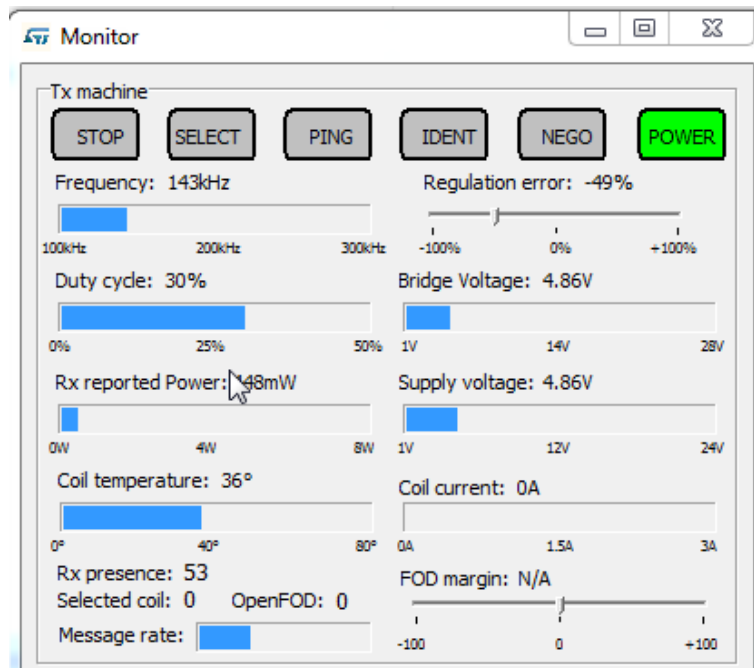 Monitor
Tx machine
STOP SELECT PING IDENT NEGO POWER
Frequency: 143kHz Regulation error: -49%
100kHz 200kHz 300kHz -100% 0% +100%
Duty cycle: 30% Bridge Voltage: 4.86V
0% 25% 50% 1V 14V 28V
Rx reported Power: Supply voltage: 4.86V
0W 4W 8W 1V 12V 24V
Coil temperature: 36° Coil current: 0A
0° 40° 80° 0A 1.5A 3A
Rx presence: 53 FOD margin: N/A
Selected coil: 0 OpenFOD: 0
Message rate: -100 0 +100